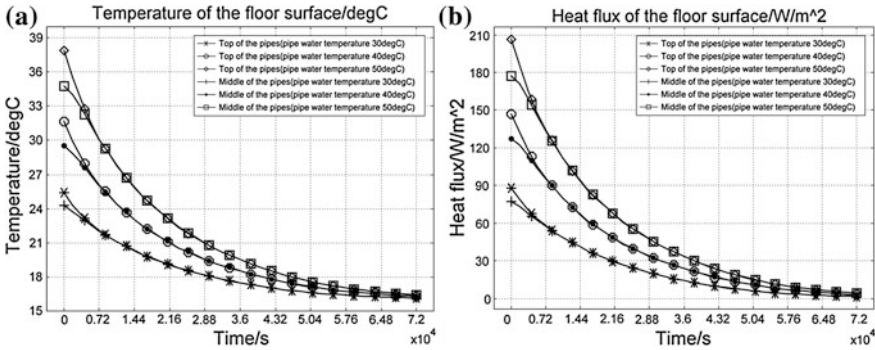 (a)
Temperature of the floor surface/degC
39
36
33
30
27
24
21
18
15
Temperature/degC
Top of the pipes(pipe water temperature 30degC)
Top of the pipes(pipe water temperature 40degC)
Top of the pipes(pipe water temperature 50degC)
Middle of the pipes(pipe water temperature 30degC)
Middle of the pipes(pipe water temperature 40degC)
Middle of the pipes(pipe water temperature 50degC)
0 0.72 1.44 2.16 2.88 3.6 4.32 5.04 5.76 6.48 7.2
Time/s
x10^4
(b)
Heat flux of the floor surface/W/m^2
210
180
150
120
90
60
30
0
Heat flux/W/m^2
Top of the pipes(pipe water temperature 30degC)
Top of the pipes(pipe water temperature 40degC)
Top of the pipes(pipe water temperature 50degC)
Middle of the pipes(pipe water temperature 30degC)
Middle of the pipes(pipe water temperature 40degC)
Middle of the pipes(pipe water temperature 50degC)
0 0.72 1.44 2.16 2.88 3.6 4.32 5.04 5.76 6.48 7.2
Time/s
x10^4